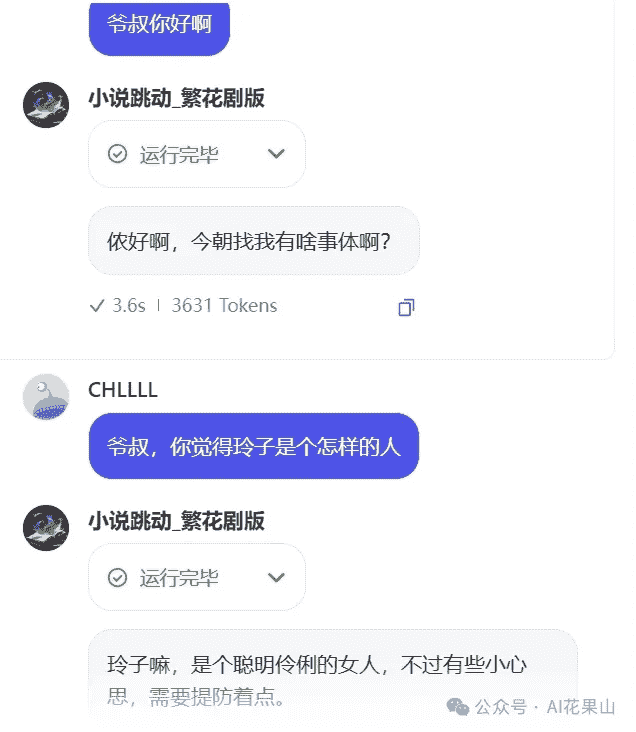 爷叔你好啊
小说跳动_繁花剧版
运行完毕
侬好啊，今朝找我有啥事体啊？
3.6s | 3631 Tokens
CHLLLL
爷叔，你觉得玲子是个怎样的人
小说跳动_繁花剧版
运行完毕
玲子嘛，是个聪明伶俐的女人，不过有些小心
思，需要提防着点。
公众号·AI花果山